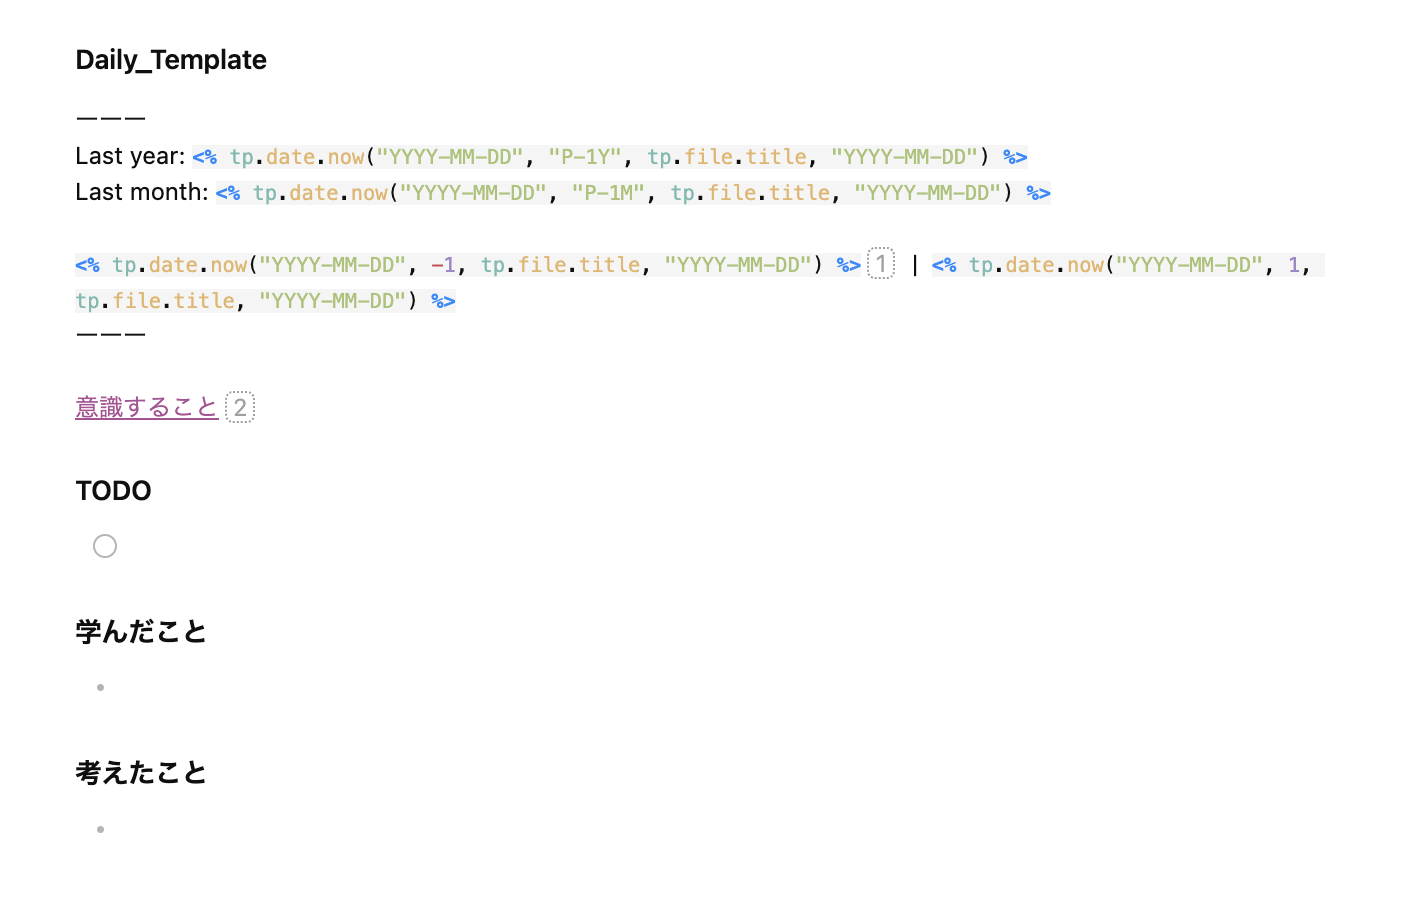 Daily_Template
———
Last year: <% tp.date.now("YYYY-MM-DD", "P-1Y", tp.file.title, "YYYY-MM-DD") %>
Last month: <% tp.date.now("YYYY-MM-DD", "P-1M", tp.file.title, "YYYY-MM-DD") %>
<% tp.date.now("YYYY-MM-DD", -1, tp.file.title, "YYYY-MM-DD") %> 1 | <% tp.date.now("YYYY-MM-DD", 1,
tp.file.title, "YYYY-MM-DD") %>
———
意識すること 2
TODO
学んだこと
考えたこと